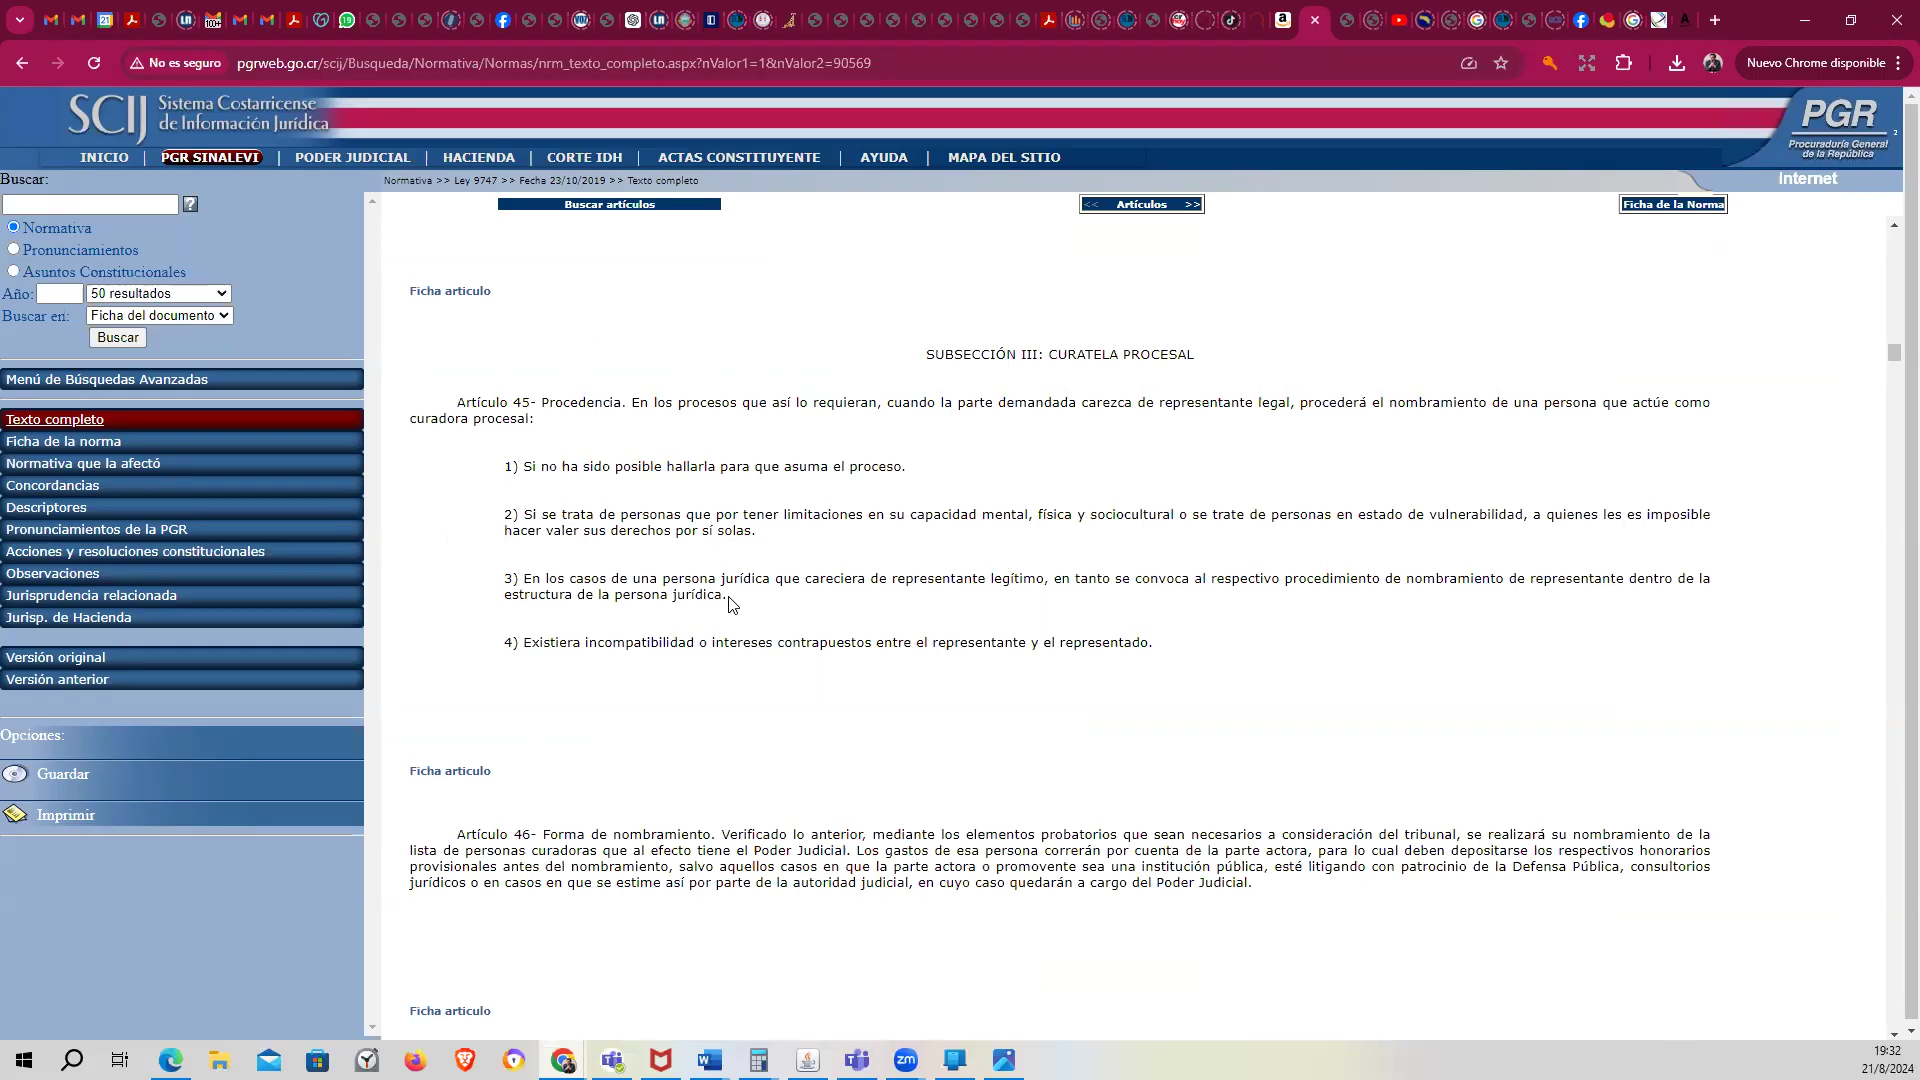 No es seguro
pgrweb.go.cr/scij/Busqueda/Normativa/Normas/nrm_texto_completo.aspx?nValor1=1&nValor2=90569
Nuevo Chrome disponible
SCIJ Sistema Costarricense
de Información Jurídica
PGR
Procuraduría General
de la República
INICIO | PGR SINALEVI | PODER JUDICIAL | HACIENDA | CORTE IDH | ACTAS CONSTITUYENTE | AYUDA | MAPA DEL SITIO
Internet
Buscar:
Normativa >> Ley 9747 >> Fecha 23/10/2019 >> Texto completo
?
Buscar artículos
<< Artículos >>
Ficha de la Norma
Normativa
Pronunciamientos
Asuntos Constitucionales
Año: 50 resultados
Buscar en: Ficha del documento
Buscar
Menú de Búsquedas Avanzadas
Texto completo
Ficha de la norma
Normativa que la afectó
Concordancias
Descriptores
Pronunciamientos de la PGR
Acciones y resoluciones constitucionales
Observaciones
Jurisprudencia relacionada
Jurisp. de Hacienda
Versión original
Versión anterior
Opciones:
Guardar
Imprimir
Ficha articulo
SUBSECCIÓN III: CURATELA PROCESAL
Artículo 45- Procedencia. En los procesos que así lo requieran, cuando la parte demandada carezca de representante legal, procederá el nombramiento de una persona que actúe como
curadora procesal:
1) Si no ha sido posible hallarla para que asuma el proceso.
2) Si se trata de personas que por tener limitaciones en su capacidad mental, física y sociocultural o se trate de personas en estado de vulnerabilidad, a quienes les es imposible
hacer valer sus derechos por sí solas.
3) En los casos de una persona jurídica que careciera de representante legítimo, en tanto se convoca al respectivo procedimiento de nombramiento de representante dentro de la
estructura de la persona jurídica.
4) Existiera incompatibilidad o intereses contrapuestos entre el representante y el representado.
Ficha articulo
Artículo 46- Forma de nombramiento. Verificado lo anterior, mediante los elementos probatorios que sean necesarios a consideración del tribunal, se realizará su nombramiento de la
lista de personas curadoras que al efecto tiene el Poder Judicial. Los gastos de esa persona correrán por cuenta de la parte actora, para lo cual deben depositarse los respectivos honorarios
provisionales antes del nombramiento, salvo aquellos casos en que la parte actora o promovente sea una institución pública, esté litigando con patrocinio de la Defensa Pública, consultorios
jurídicos o en casos en que se estime así por parte de la autoridad judicial, en cuyo caso quedarán a cargo del Poder Judicial.
Ficha articulo
19:32
21/8/2024